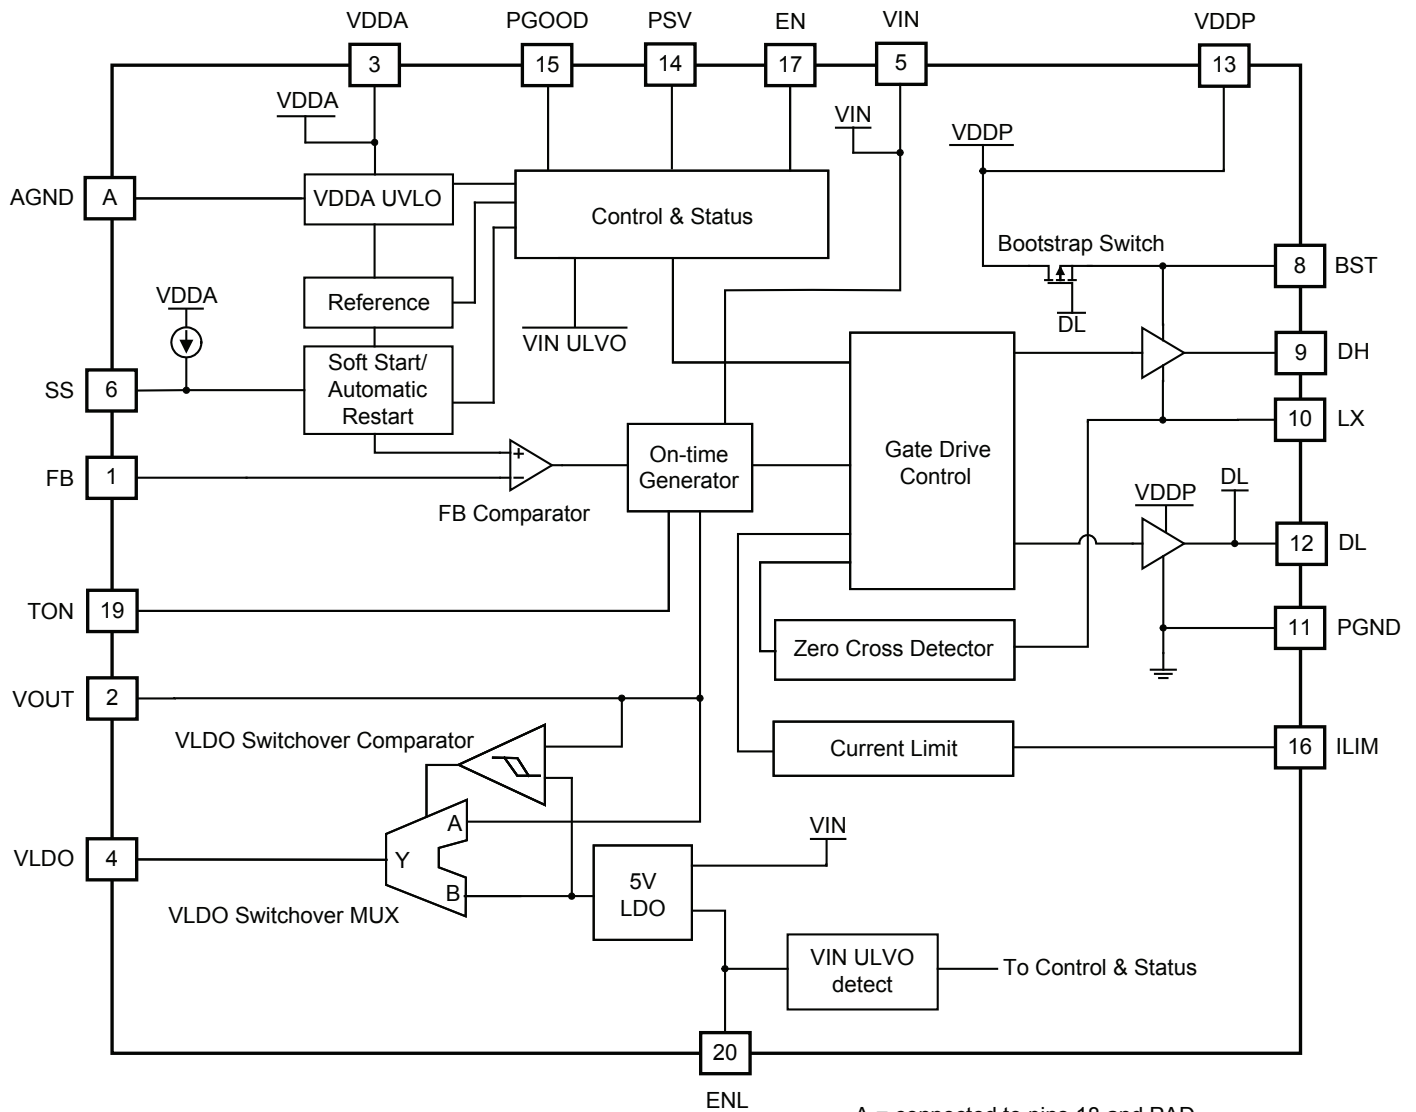 VDDA
PGOOD
PSV
EN
VIN
VDDP
3
15
14
17
5
13
VDDA
VIN
VDDP
AGND
A
VDDA UVLO
Control & Status
Bootstrap Switch
8
BST
VDDA
Reference
DL
VIN ULVO
9
DH
SS
6
Soft Start/
Automatic
Restart
10
LX
FB
1
+
−
FB Comparator
On-time
Generator
Gate Drive
Control
VDDP
DL
12
DL
TON
19
11
PGND
Zero Cross Detector
VOUT
2
VLDO Switchover Comparator
Current Limit
16
ILIM
A
VIN
VLDO
4
Y
B
5V
LDO
VLDO Switchover MUX
VIN ULVO
detect
To Control & Status
20
ENL